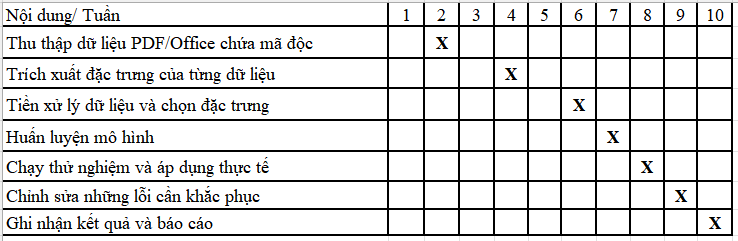 Nội dung/ Tuần 1 2 3 4 5 6 7 8 9 10
Thu thập dữ liệu PDF/Office chứa mã độc X
Trích xuất đặc trưng của từng dữ liệu X
Tiền xử lý dữ liệu và chọn đặc trưng X
Huấn luyện mô hình X
Chạy thử nghiệm và áp dụng thực tế X
Chỉnh sửa những lỗi cần khắc phục X
Ghi nhận kết quả và báo cáo X